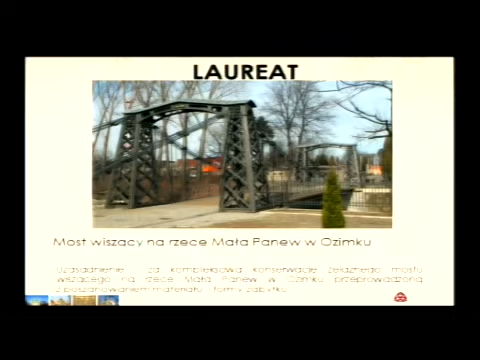 LAUREAT
Most wiszący na rzece Mała Panew w Ozimku
Uzasadnienie: za kompleksową konserwację żelaznego mostu
wiszącego na rzece Mała Panew w Ozimku przeprowadzoną
z poszanowaniem materiału i formy zabytku